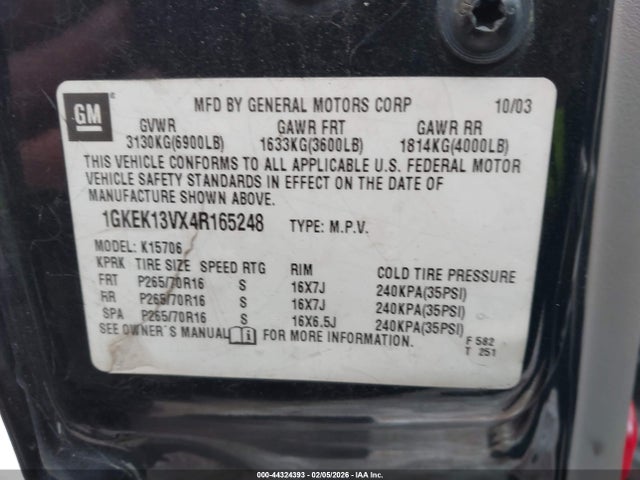 GM
MFD BY GENERAL MOTORS CORP 10/03
GVWR GAWR FRT GAWR RR
3130KG(6900LB) 1633KG(3600LB) 1814KG(4000LB)
THIS VEHICLE CONFORMS TO ALL APPLICABLE U.S. FEDERAL MOTOR
VEHICLE SAFETY STANDARDS IN EFFECT ON THE DATE OF
MANUFACTURE SHOWN ABOVE.
1GKEK13VX4R165248 TYPE: M.P.V.
MODEL: K15706
KPRK TIRE SIZE SPEED RTG RIM COLD TIRE PRESSURE
FRT P265/70R16 S 16X7J 240KPA(35PSI)
RR P265/70R16 S 16X7J 240KPA(35PSI)
SPA P265/70R16 S 16X6.5J 240KPA(35PSI)
SEE OWNER'S MANUAL i FOR MORE INFORMATION.
F 582
T 251
000-44324393 - 02/05/2026 - IAA, Inc.